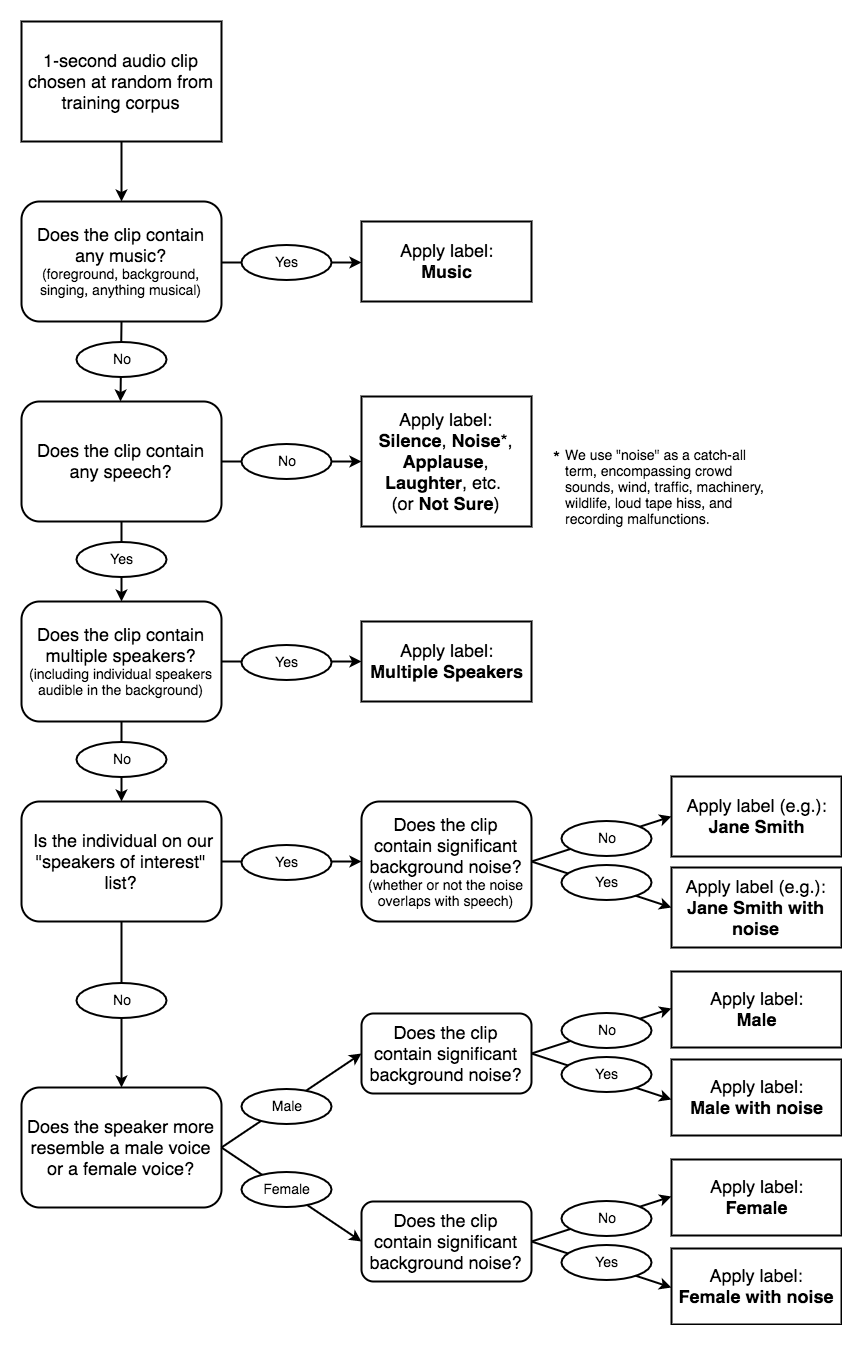 1-second audio clip
chosen at random from
training corpus
Does the clip contain
any music?
(foreground, background,
singing, anything musical)
Yes
Apply label:
Music
No
Does the clip contain
any speech?
No
Apply label:
Silence, Noise*,
Applause,
Laughter, etc.
(or Not Sure)
* We use "noise" as a catch-all
term, encompassing crowd
sounds, wind, traffic, machinery,
wildlife, loud tape hiss, and
recording malfunctions.
Yes
Does the clip contain
multiple speakers?
(including individual speakers
audible in the background)
Yes
Apply label:
Multiple Speakers
No
Is the individual on our
"speakers of interest"
list?
Yes
Does the clip
contain significant
background noise?
(whether or not the noise
overlaps with speech)
No
Apply label (e.g.):
Jane Smith
Yes
Apply label (e.g.):
Jane Smith with
noise
No
Does the speaker more
resemble a male voice
or a female voice?
Male
Does the clip
contain significant
background noise?
No
Apply label:
Male
Yes
Apply label:
Male with noise
Female
Does the clip
contain significant
background noise?
No
Apply label:
Female
Yes
Apply label:
Female with noise